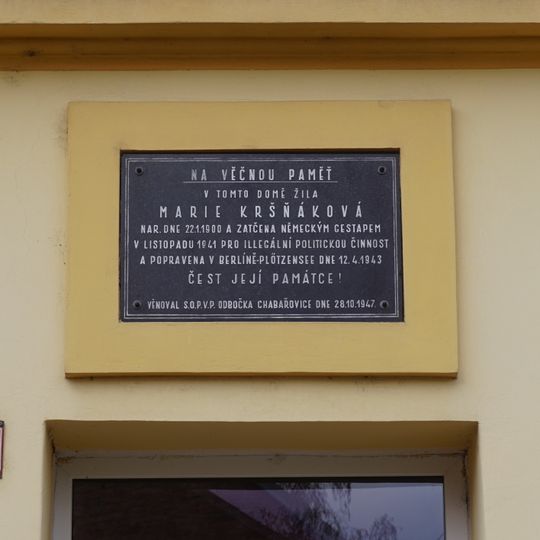 NA VĚČNOU PAMĚŤ
V TOMTO DOMĚ ŽILA
MARIE KRŠŇÁKOVÁ
NAR. DNE 22.1.1900 A ZATČENA NĚMECKÝM GESTAPEM
V LISTOPADU 1941 PRO ILLEGÁLNÍ POLITICKOU ČINNOST
A POPRAVENA V BERLÍNĚ-PLÖTZENSEE DNE 12.4.1943
ČEST JEJÍ PAMÁTCE!
VĚNOVAL S.O.P.V.P. ODBOČKA CHABAŘOVICE DNE 28.10.1947.